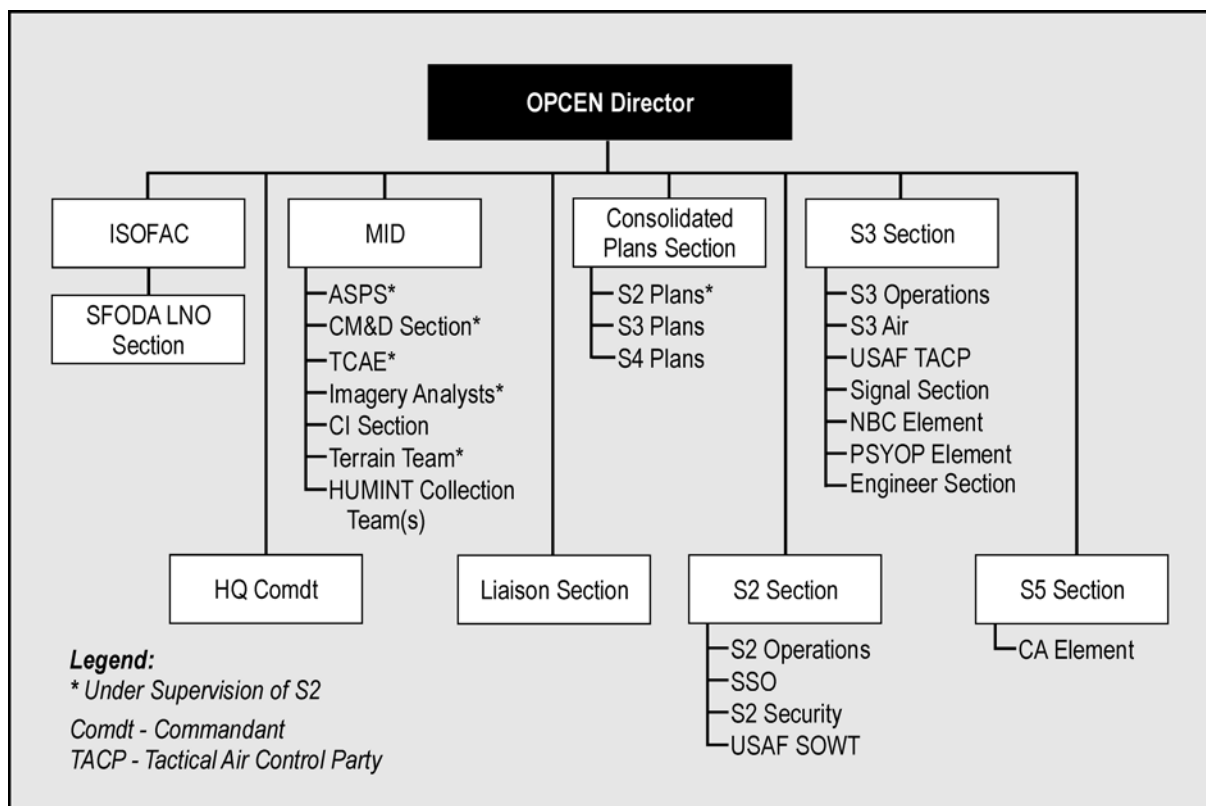 OPCEN Director
ISOFAC
SFODA LNO
Section
MID
ASPS*
CM&D Section*
TCAE*
Imagery Analysts*
CI Section
Terrain Team*
HUMINT Collection
Team(s)
Consolidated
Plans Section
S2 Plans*
S3 Plans
S4 Plans
S3 Section
S3 Operations
S3 Air
USAF TACP
Signal Section
NBC Element
PSYOP Element
Engineer Section
HQ Comdt
Liaison Section
S2 Section
S2 Operations
SSO
S2 Security
USAF SOWT
S5 Section
CA Element
Legend:
* Under Supervision of S2
Comdt - Commandant
TACP - Tactical Air Control Party